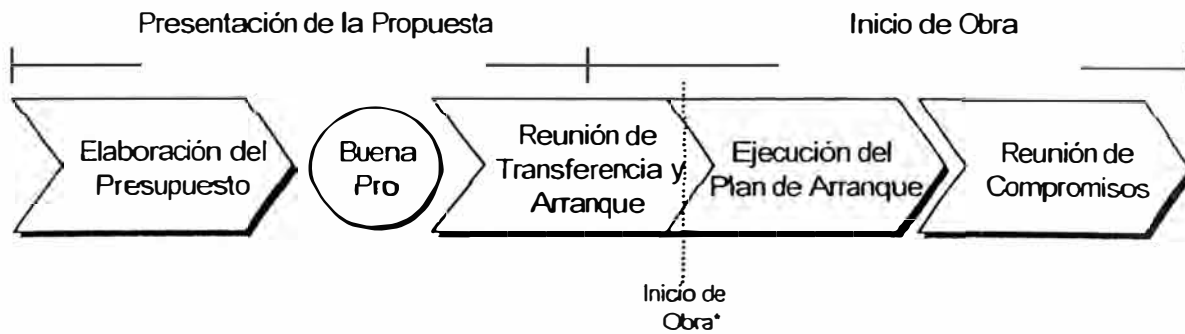 Presentación de la Propuesta
Inicio de Obra
Elaboración del
Presupuesto
Buena
Pro
Reunión de
Transferencia y
Arranque
Ejecución del
Plan de Arranque
Reunión de
Compromisos
Inicio de
Obra*